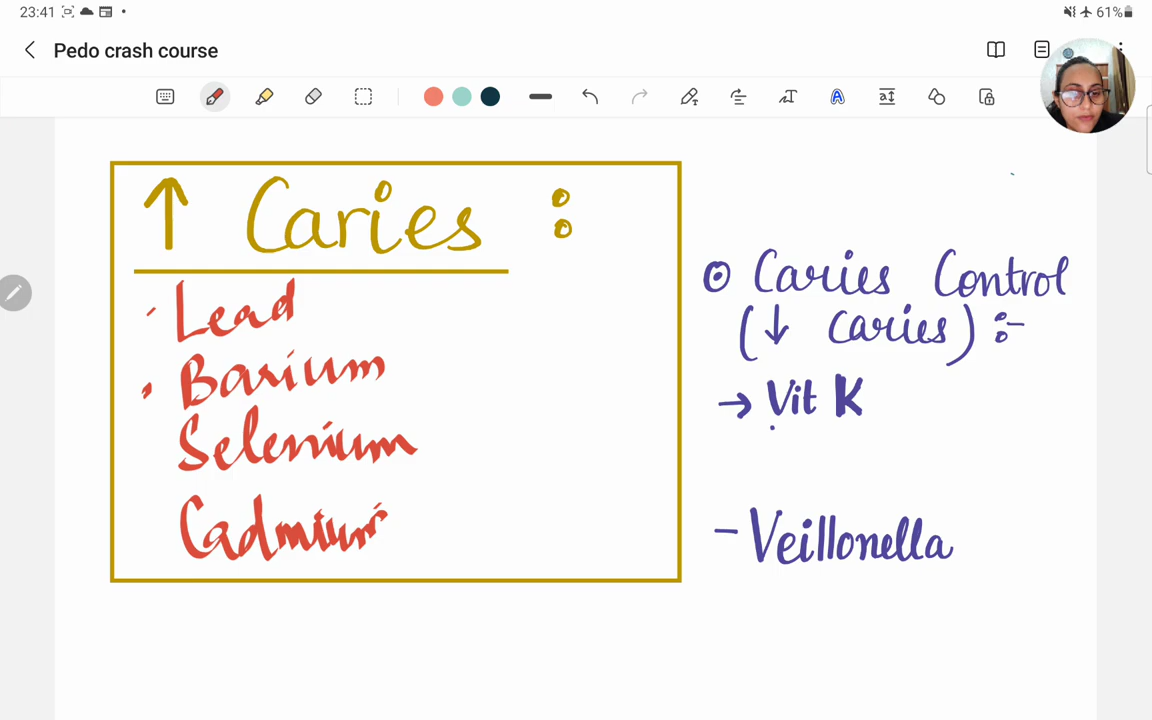 23:41
61%
Pedo crash course
↑ Caries :
· Lead
· Barium
Selenium
Cadmium
⊙ Caries Control
(↓ Caries) :-
→ Vit K
- Veillonella